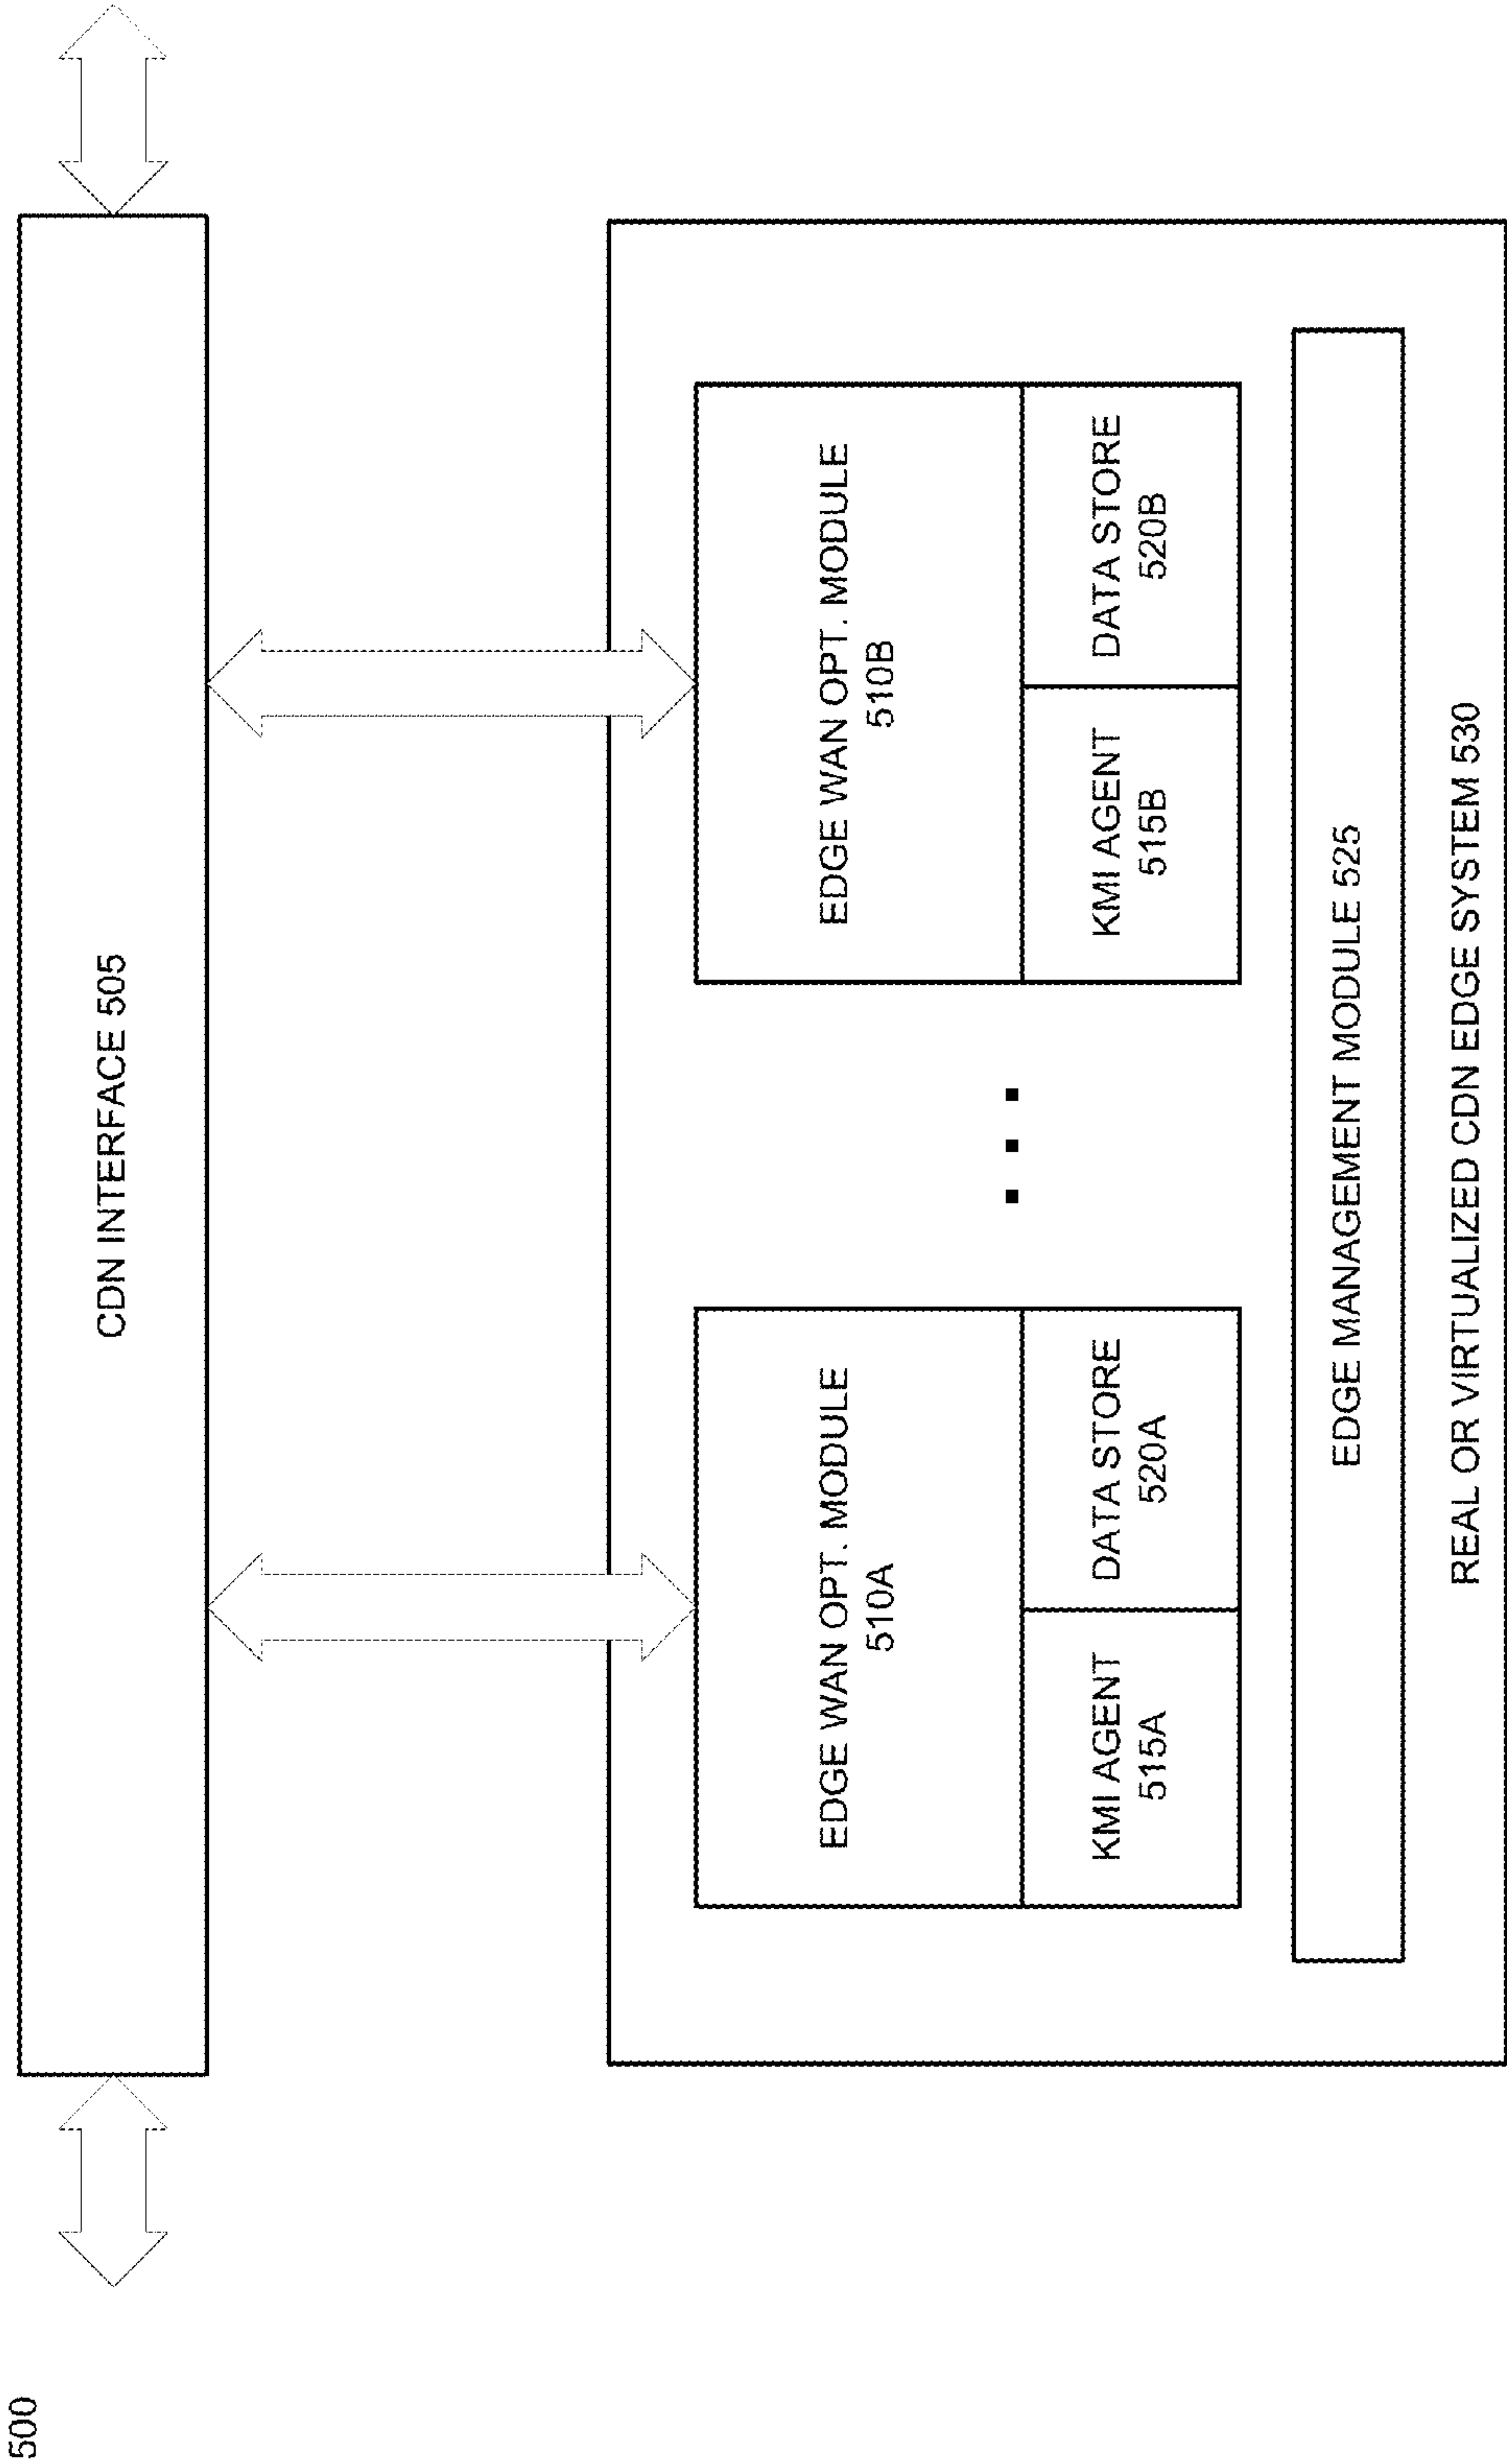 500
CDN INTERFACE 505
EDGE WAN OPT. MODULE
510A
KMI AGENT
515A
DATA STORE
520A
EDGE WAN OPT. MODULE
510B
KMI AGENT
515B
DATA STORE
520B
EDGE MANAGEMENT MODULE 525
REAL OR VIRTUALIZED CDN EDGE SYSTEM 530